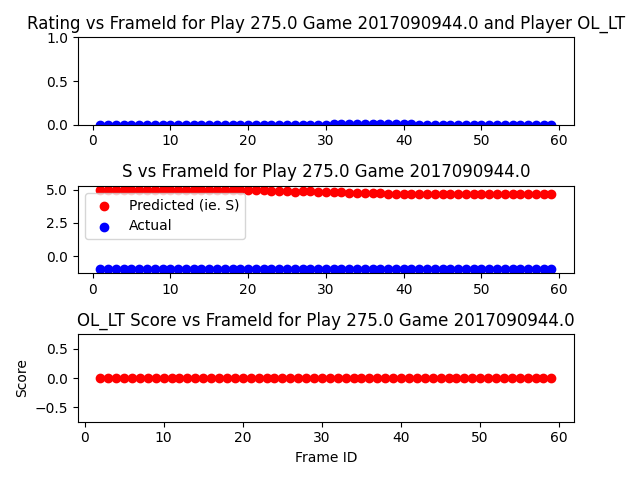 Rating vs FrameId for Play 275.0 Game 2017090944.0 and Player OL_LT
1.0
0.5
0.0
0 10 20 30 40 50 60
S vs FrameId for Play 275.0 Game 2017090944.0
5.0
2.5
0.0
Predicted (ie. S)
Actual
0 10 20 30 40 50 60
OL_LT Score vs FrameId for Play 275.0 Game 2017090944.0
Score
0.5
0.0
−0.5
0 10 20 30 40 50 60
Frame ID